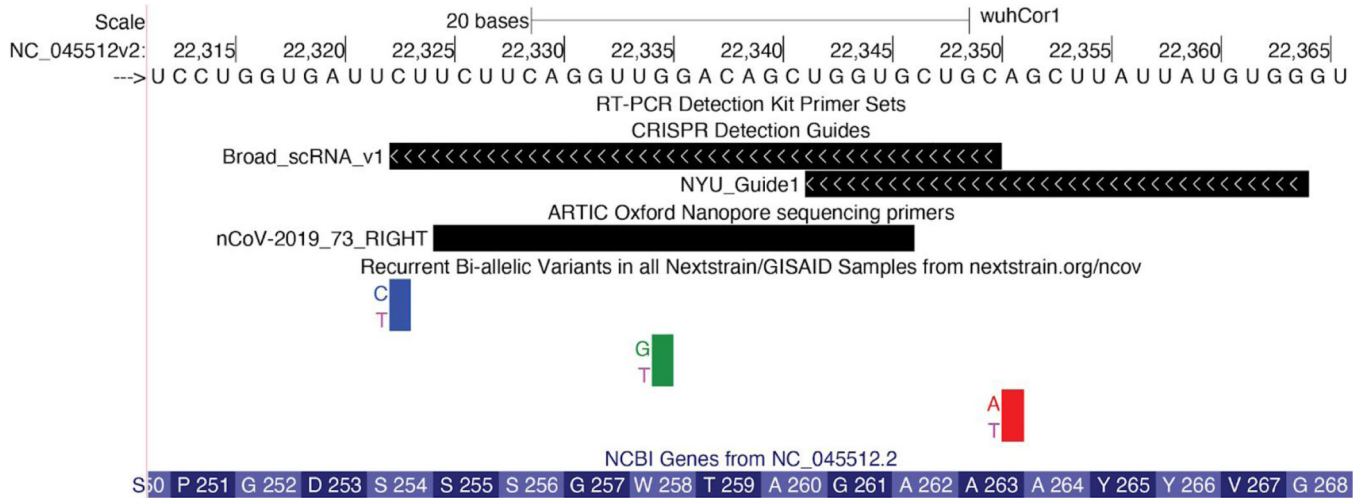 Scale 20 bases wuhCor1
NC_045512v2: 22,315 22,320 22,325 22,330 22,335 22,340 22,345 22,350 22,355 22,360 22,365
---> U C C U G G U G A U U C U U C U U C A G G U U G G A C A G C U G G U G C U G C A G C U U A U U A U G U G G G U
RT-PCR Detection Kit Primer Sets
CRISPR Detection Guides
Broad_scRNA_v1
NYU_Guide1
ARTIC Oxford Nanopore sequencing primers
nCoV-2019_73_RIGHT
Recurrent Bi-allelic Variants in all Nextstrain/GISAID Samples from nextstrain.org/ncov
C
T
G
T
A
T
NCBI Genes from NC_045512.2
S50 P 251 G 252 D 253 S 254 S 255 S 256 G 257 W 258 T 259 A 260 G 261 A 262 A 263 A 264 Y 265 Y 266 V 267 G 268